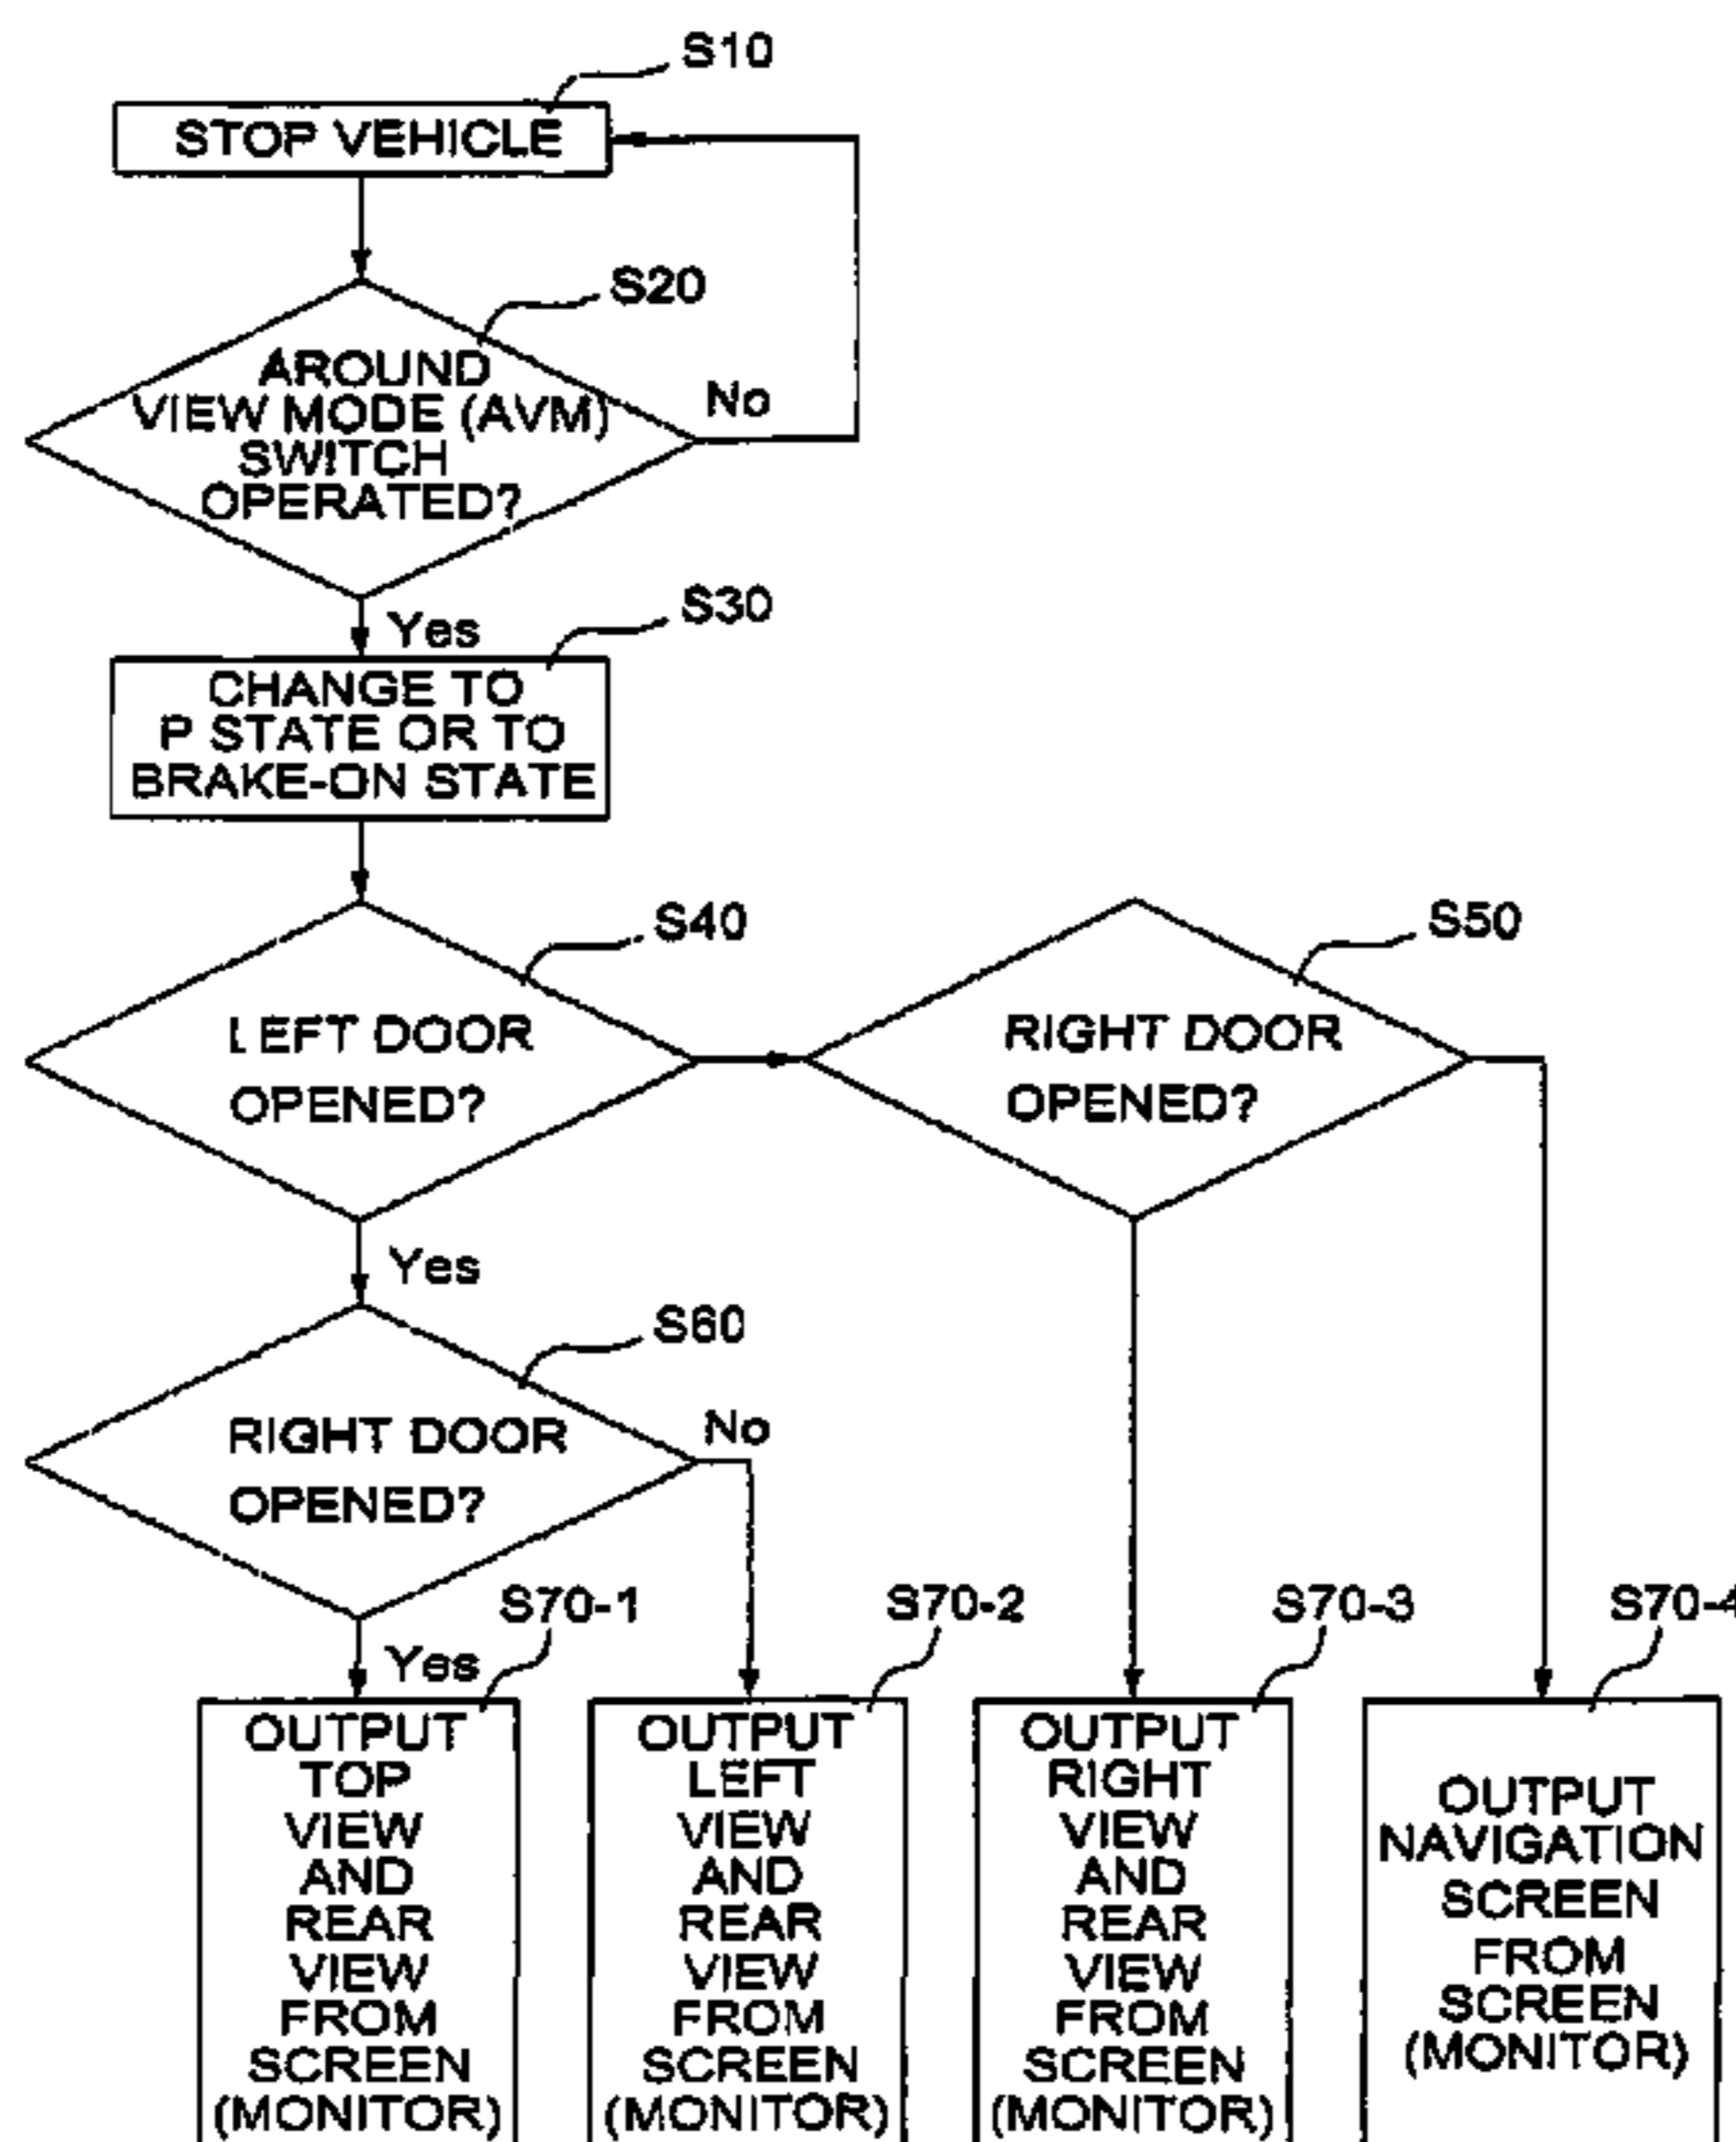 S10
STOP VEHICLE
S20
AROUND
VIEW MODE (AVM)
SWITCH
OPERATED?
No
Yes
S30
CHANGE TO
P STATE OR TO
BRAKE-ON STATE
S40
LEFT DOOR
OPENED?
S50
RIGHT DOOR
OPENED?
Yes
S60
RIGHT DOOR
OPENED?
No
Yes
S70-1
OUTPUT
TOP
VIEW
AND
REAR
VIEW
FROM
SCREEN
(MONITOR)
S70-2
OUTPUT
LEFT
VIEW
AND
REAR
VIEW
FROM
SCREEN
(MONITOR)
S70-3
OUTPUT
RIGHT
VIEW
AND
REAR
VIEW
FROM
SCREEN
(MONITOR)
S70-4
OUTPUT
NAVIGATION
SCREEN
FROM
SCREEN
(MONITOR)